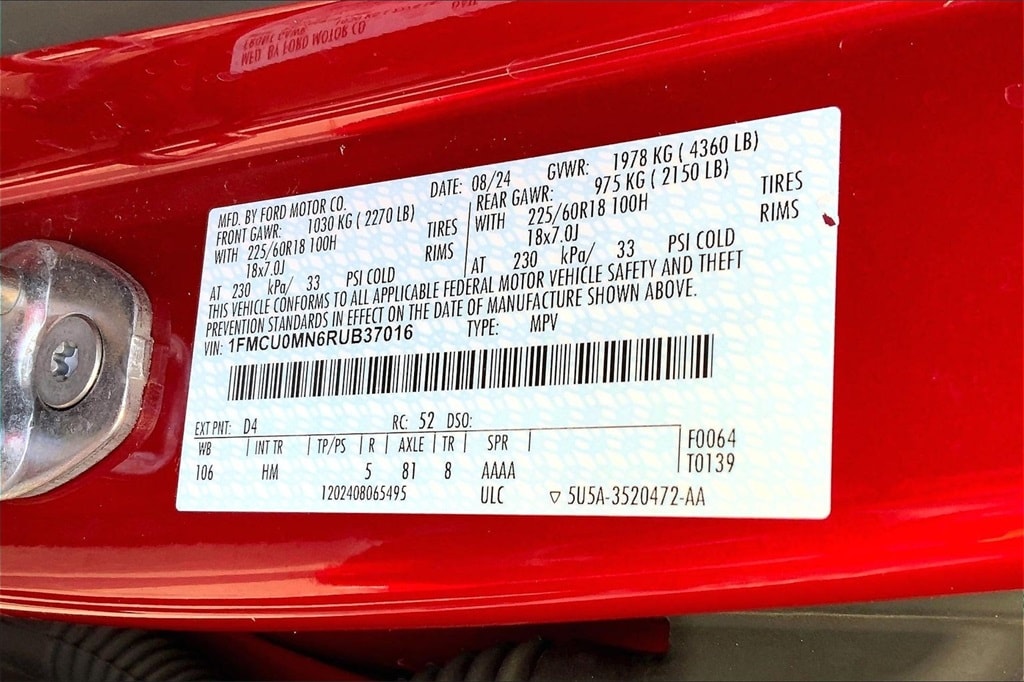 MFD. BY FORD MOTOR CO.
DATE: 08/24 GVWR: 1978 KG ( 4360 LB)
FRONT GAWR: 1030 KG ( 2270 LB)
WITH 225/60R18 100H TIRES
18x7.0J RIMS
AT 230 kPa/ 33 PSI COLD
REAR GAWR: 975 KG ( 2150 LB)
WITH 225/60R18 100H TIRES
18x7.0J RIMS
AT 230 kPa/ 33 PSI COLD
THIS VEHICLE CONFORMS TO ALL APPLICABLE FEDERAL MOTOR VEHICLE SAFETY AND THEFT
PREVENTION STANDARDS IN EFFECT ON THE DATE OF MANUFACTURE SHOWN ABOVE.
VIN: 1FMCU0MN6RUB37016 TYPE: MPV
EXT PNT: D4 RC: 52 DSO:
WB INT TR TP/PS R AXLE TR SPR
106 HM 5 81 8 AAAA
F0064
T0139
1202408065495 ULC ▽ 5U5A-3520472-AA